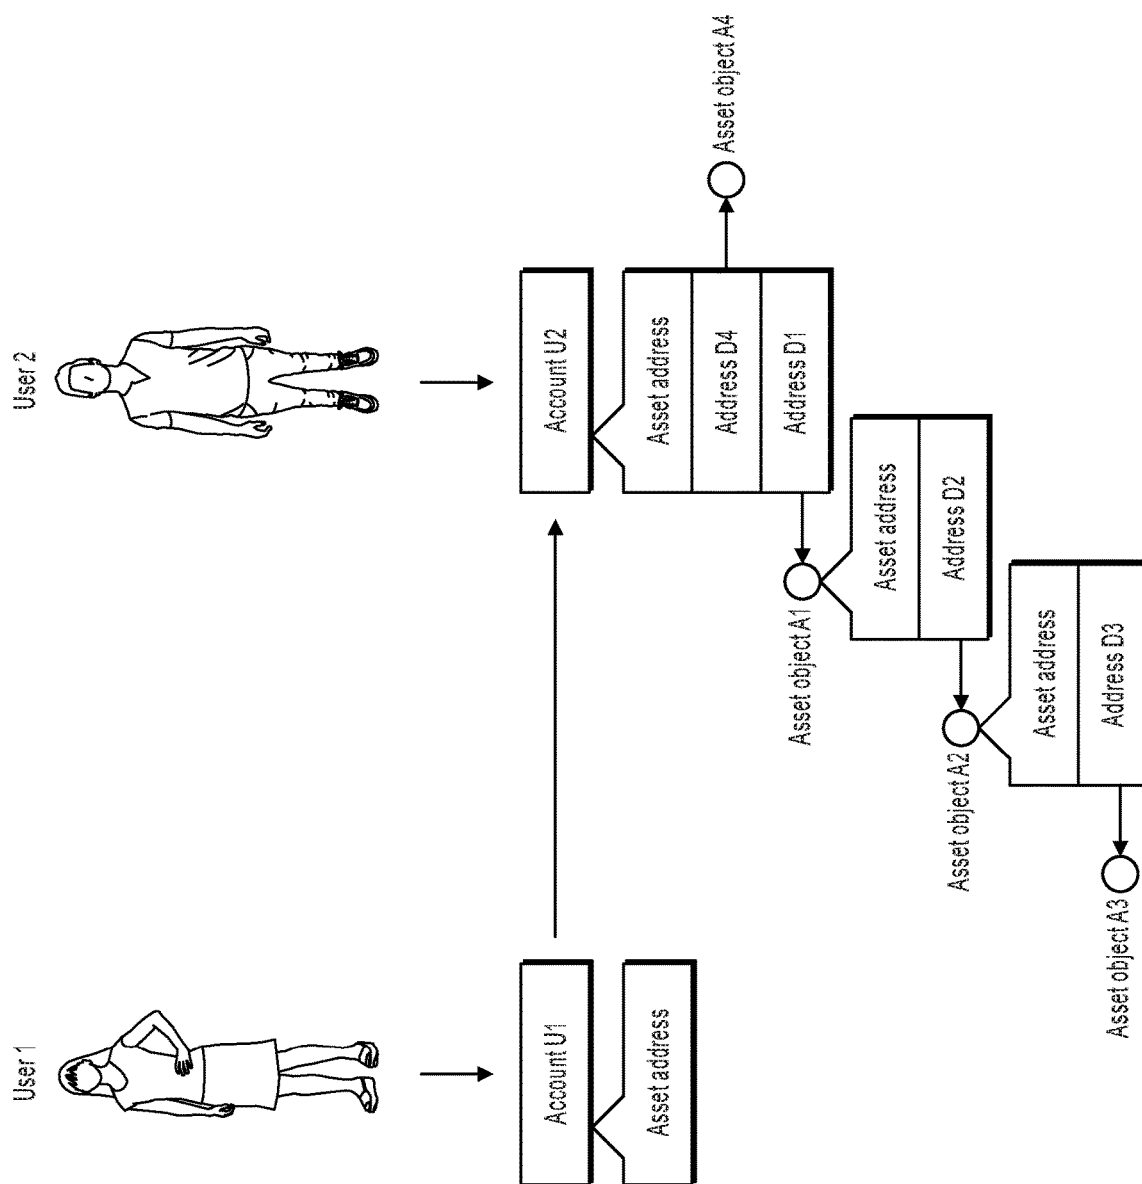 User 1
User 2
Account U1
Account U2
Asset address
Asset address
Address D4
Address D1
Asset object A4
Asset object A1
Asset address
Address D2
Asset object A2
Asset address
Address D3
Asset object A3